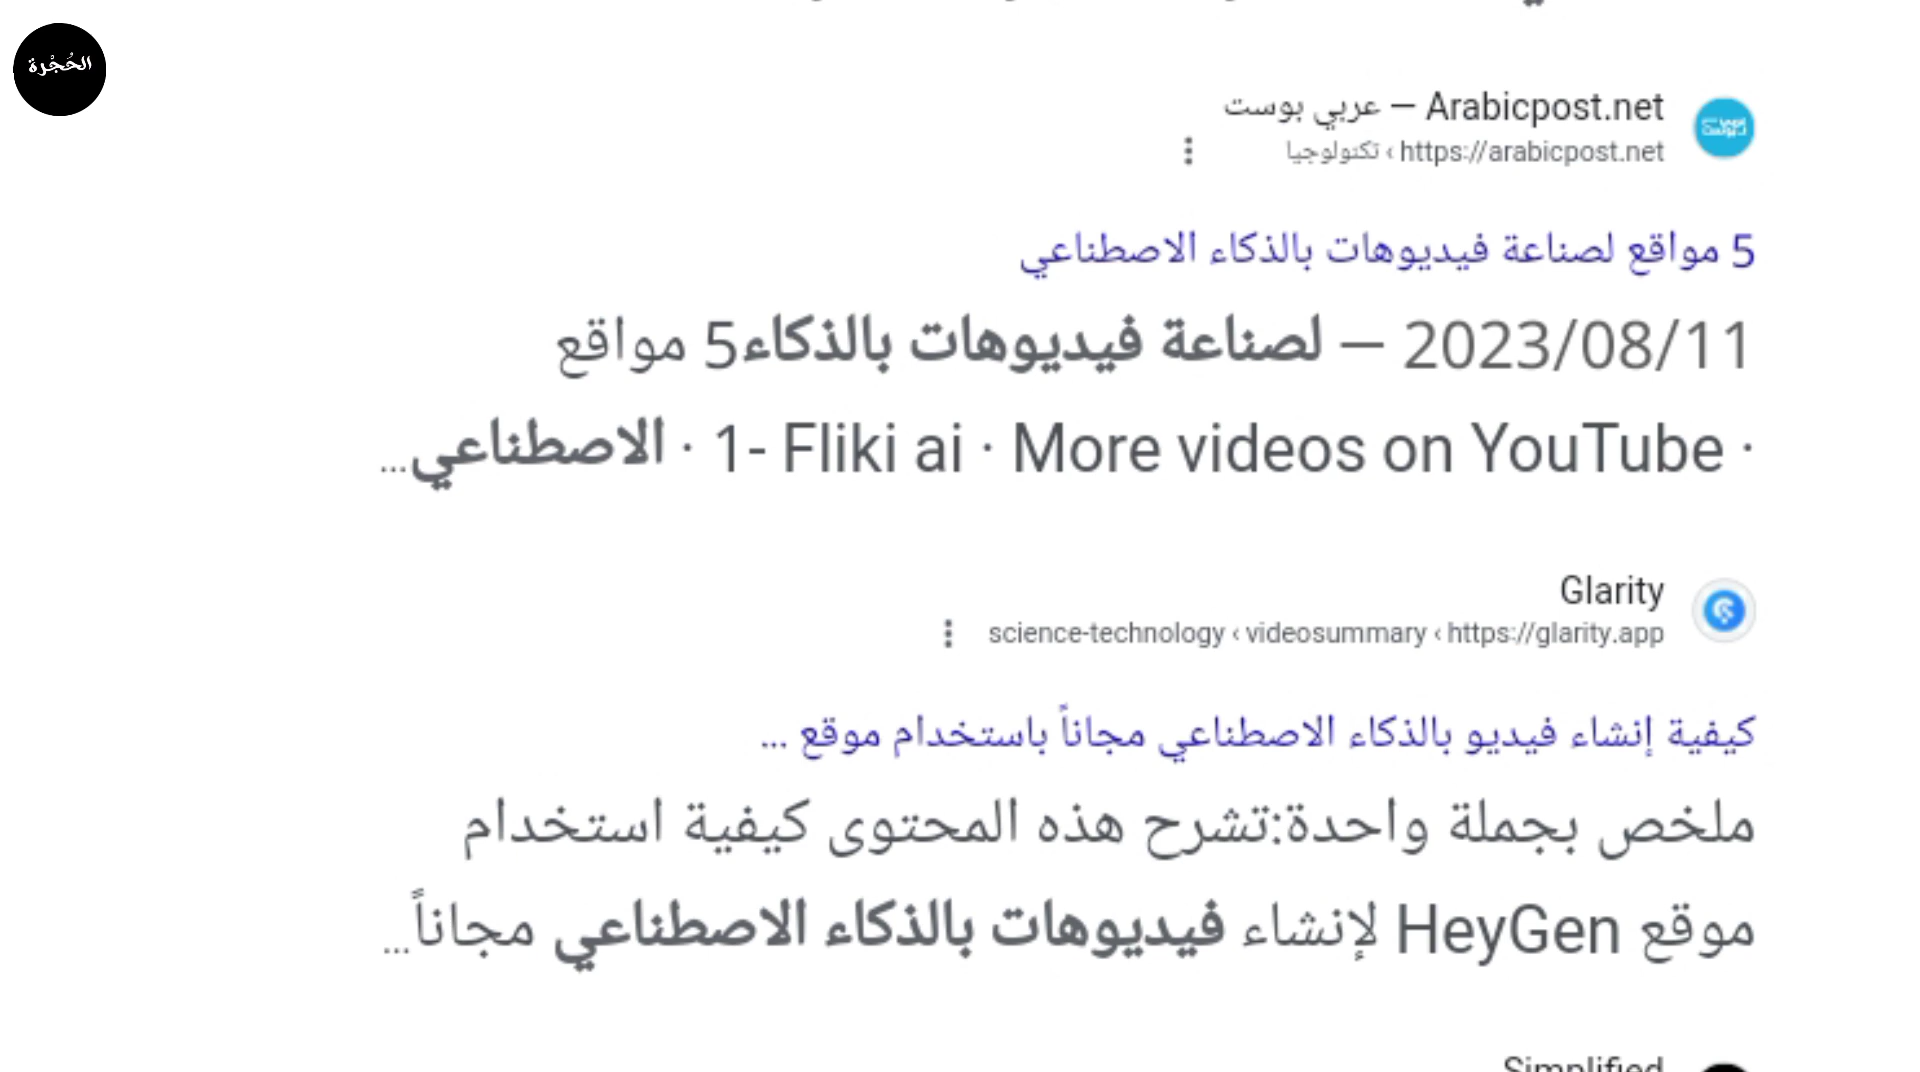 الحُجْرة
Arabicpost.net — عربي بوست
https://arabicpost.net › تكنولوجيا
5 مواقع لصناعة فيديوهات بالذكاء الاصطناعي
2023/08/11 — لصناعة فيديوهات بالذكاء5 مواقع
· More videos on YouTube · 1- Fliki ai · الاصطناعي...
Glarity
https://glarity.app › videosummary › science-technology
كيفية إنشاء فيديو بالذكاء الاصطناعي مجاناً باستخدام موقع ...
ملخص بجملة واحدة:تشرح هذه المحتوى كيفية استخدام
موقع HeyGen لإنشاء فيديوهات بالذكاء الاصطناعي مجاناً...
Simplified